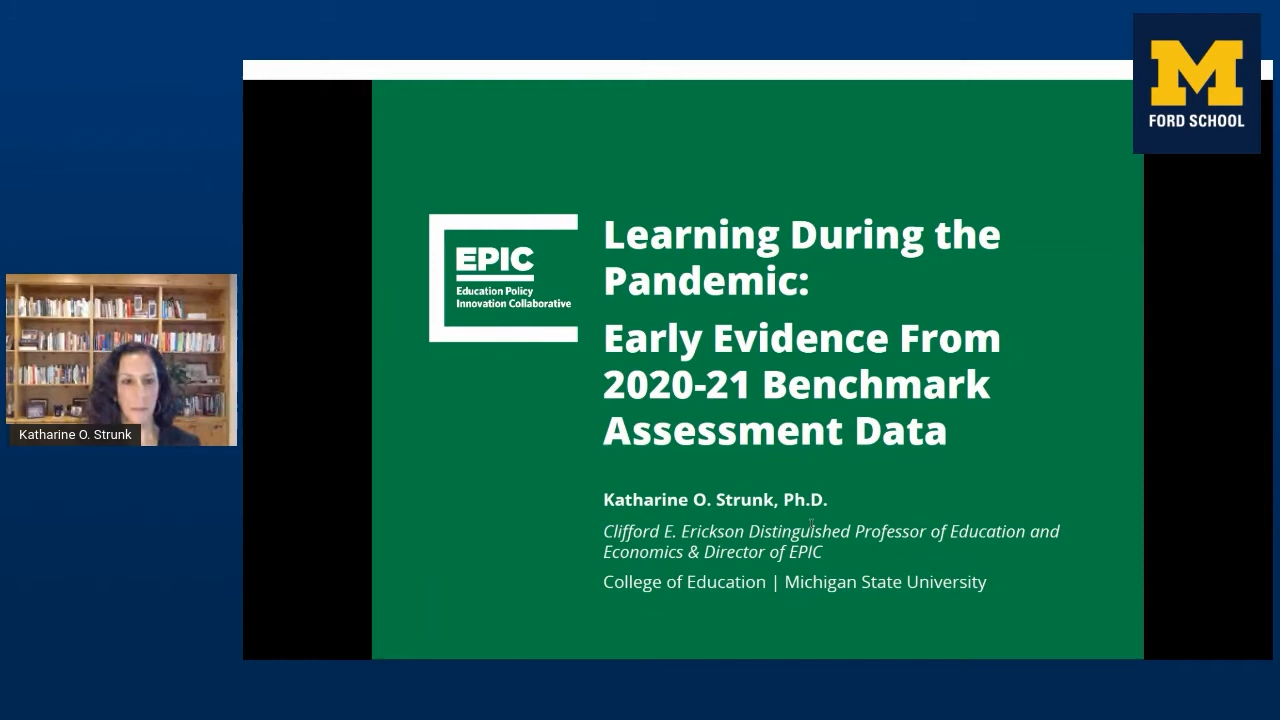 M
FORD SCHOOL
EPIC
Education Policy
Innovation Collaborative
Learning During the
Pandemic:
Early Evidence From
2020-21 Benchmark
Assessment Data
Katharine O. Strunk, Ph.D.
Clifford E. Erickson Distinguished Professor of Education and
Economics & Director of EPIC
College of Education | Michigan State University
Katharine O. Strunk